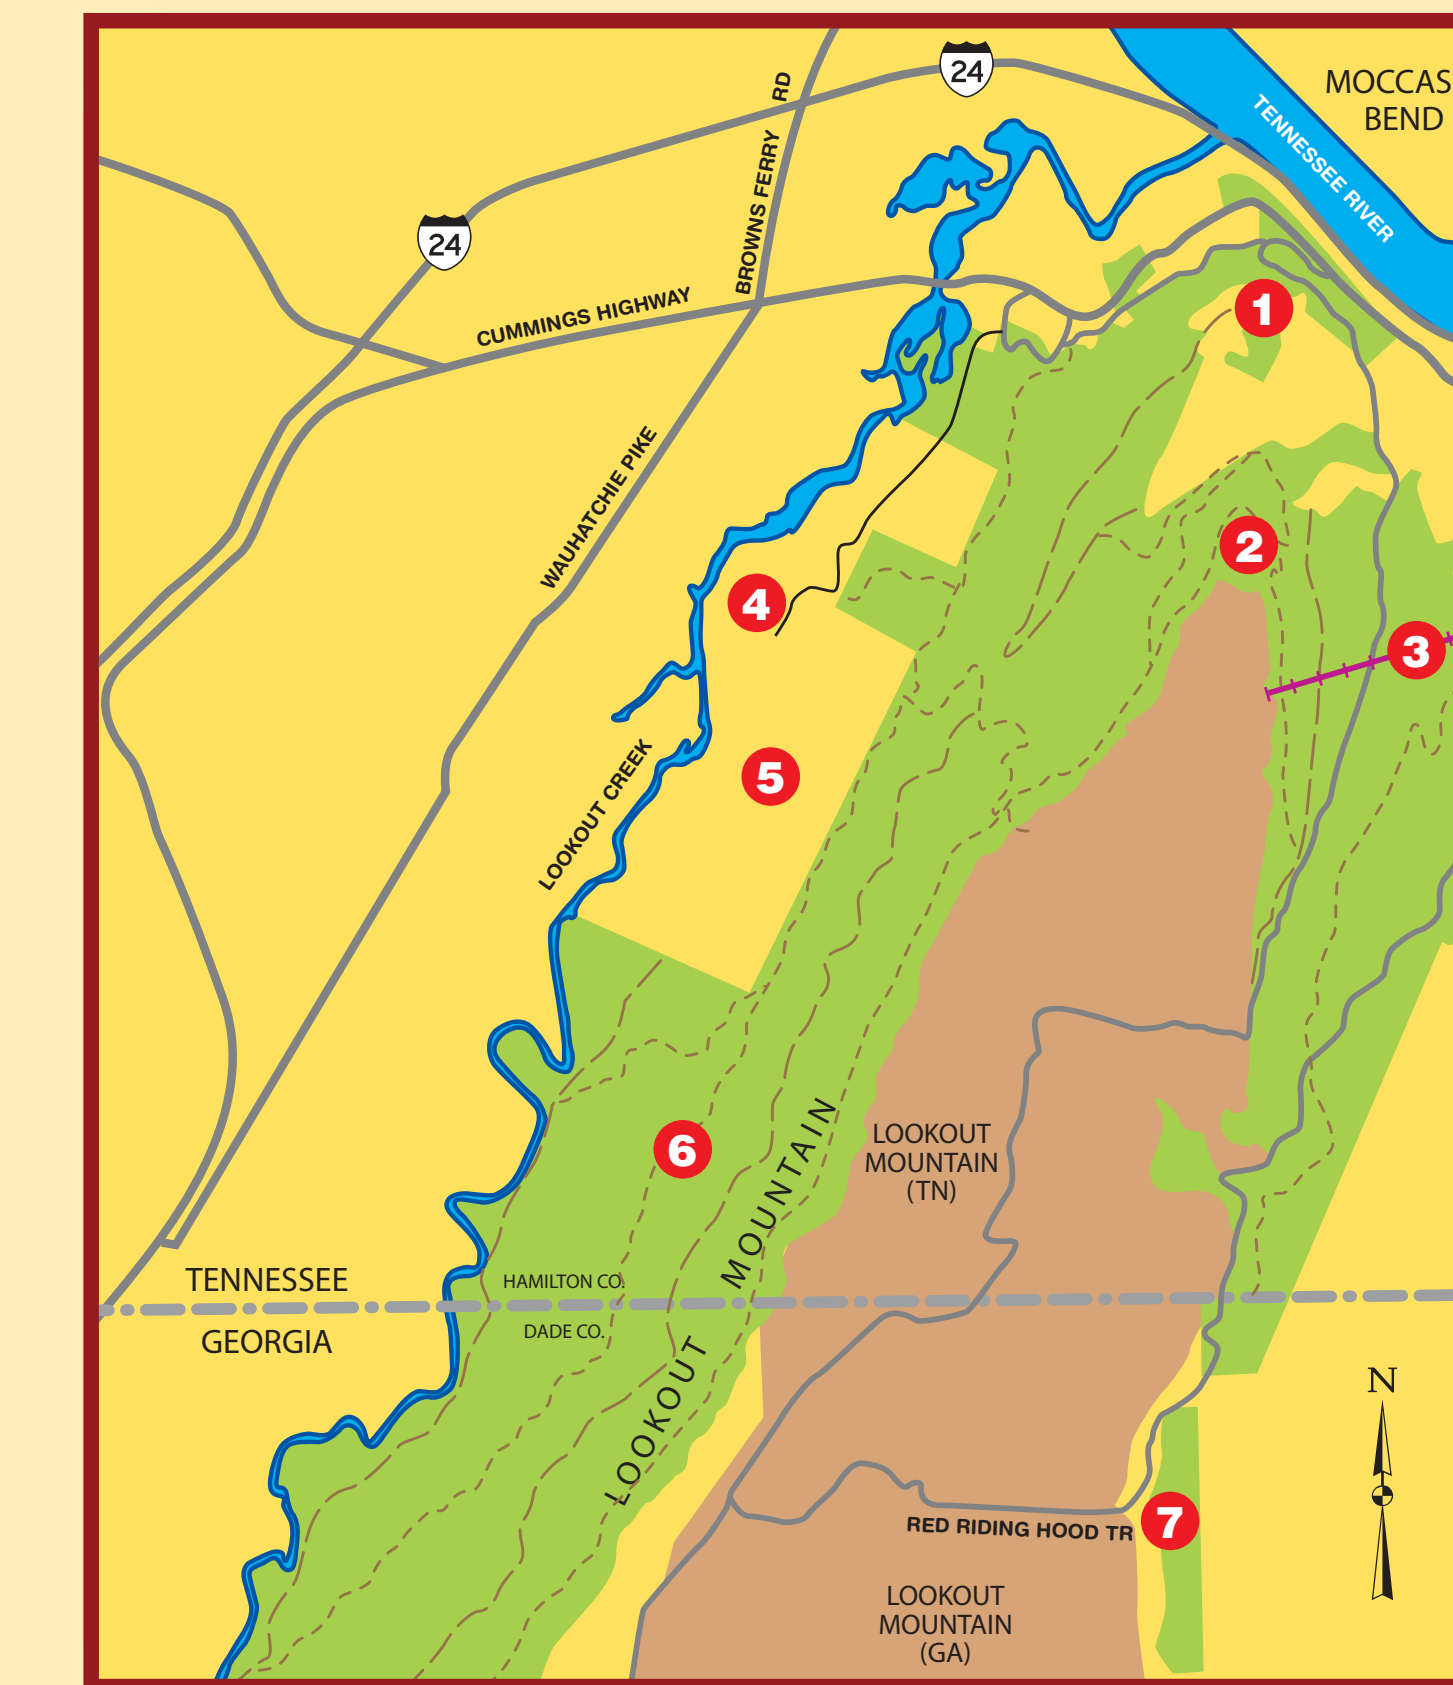 24
MOCCAS
BEND
TENNESSEE RIVER
BROWNS FERRY RD
24
CUMMINGS HIGHWAY
1
WAUHATCHIE PIKE
2
4
3
5
LOOKOUT CREEK
6
LOOKOUT
MOUNTAIN
(TN)
LOOKOUT MOUNTAIN
TENNESSEE
HAMILTON CO.
GEORGIA
DADE CO.
N
RED RIDING HOOD TR
7
LOOKOUT
MOUNTAIN
(GA)